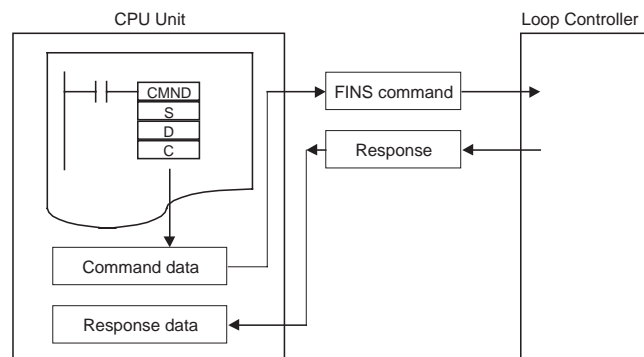 CPU Unit
Loop Controller
CMND
S
D
C
FINS command
Response
Command data
Response data